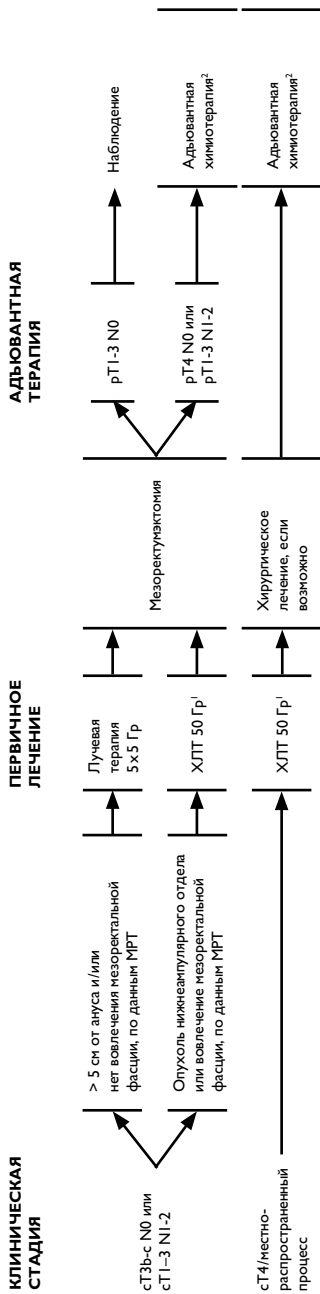 КЛИНИЧЕСКАЯ
СТАДИЯ
ПЕРВИЧНОЕ
ЛЕЧЕНИЕ
АДЪЮВАНТНАЯ
ТЕРАПИЯ
cT3b-c N0 или
cT1–3 N1-2
> 5 см от ануса и/или
нет вовлечения мезоректальной
фасции, по данным МРТ
Лучевая
терапия
5 x 5 Гр
Опухоль нижнеампулярного отдела
или вовлечение мезоректальной
фасции, по данным МРТ
ХЛТ 50 Гр¹
Мезоректумэктомия
pT1-3 N0
Наблюдение
pT4 N0 или
pT1-3 N1-2
Адъювантная
химиотерапия²
cT4/местно-
распространенный
процесс
ХЛТ 50 Гр¹
Хирургическое
лечение, если
возможно
Адъювантная
химиотерапия²